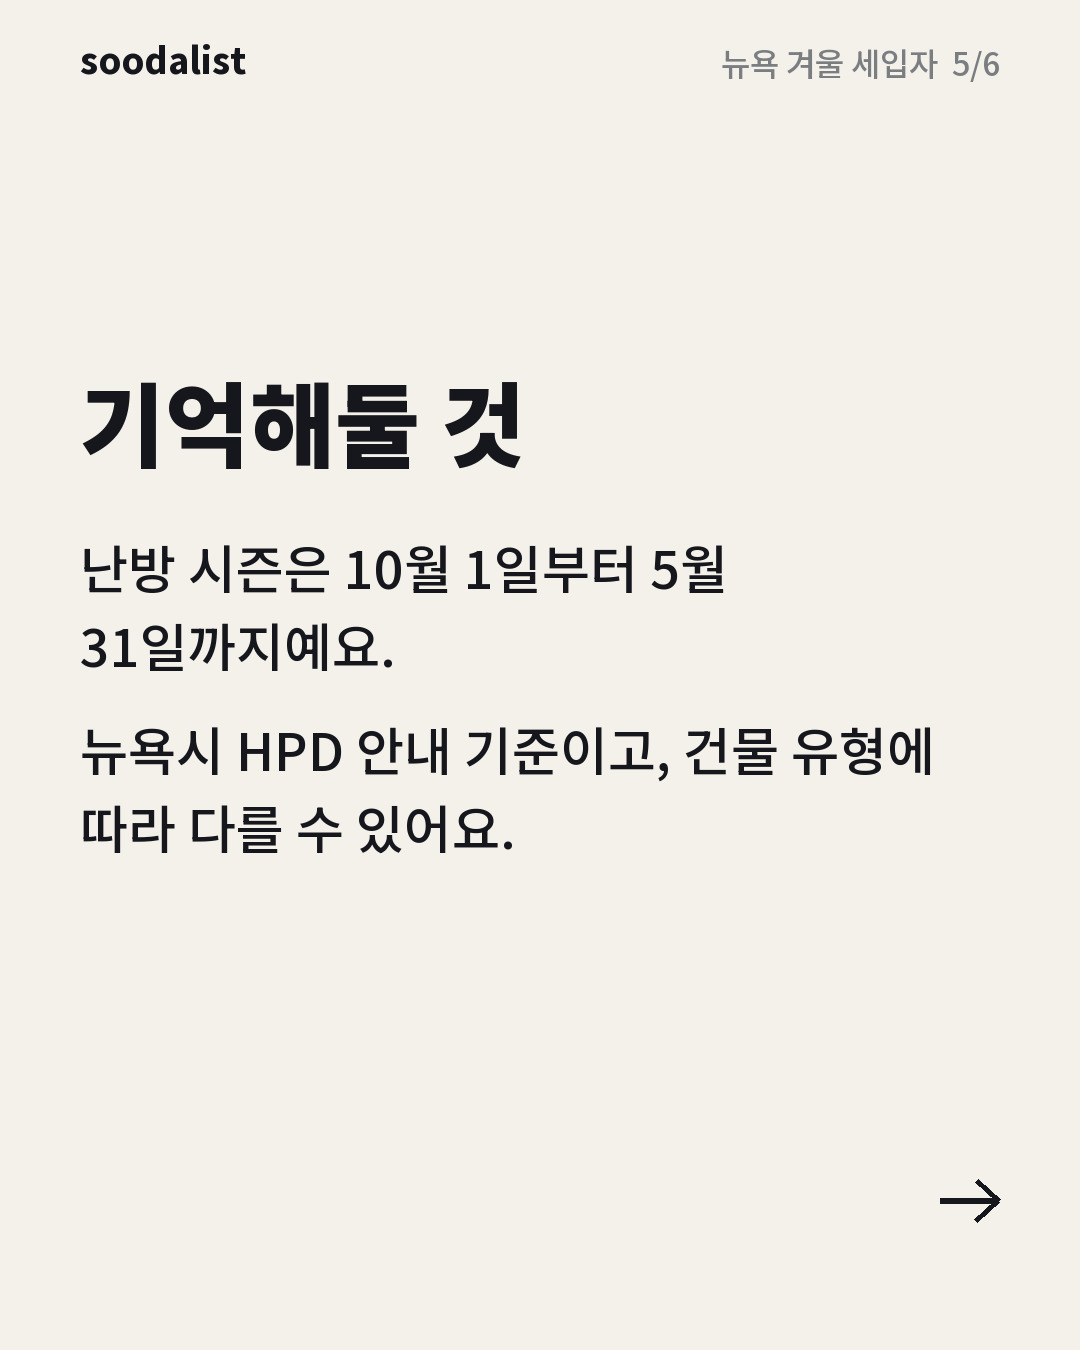 soodalist
뉴욕 겨울 세입자 5/6
기억해둘 것
난방 시즌은 10월 1일부터 5월
31일까지예요.
뉴욕시 HPD 안내 기준이고, 건물 유형에
따라 다를 수 있어요.